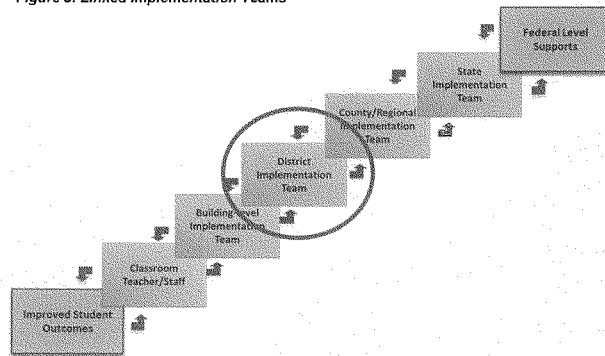 Figure 3. Linked Implementation Teams
Federal Level
Supports
State
Implementation
Team
County/Regional
Implementation
Team
District
Implementation
Team
Building-level
Implementation
Team
Classroom
Teacher/Staff
Improved Student
Outcomes